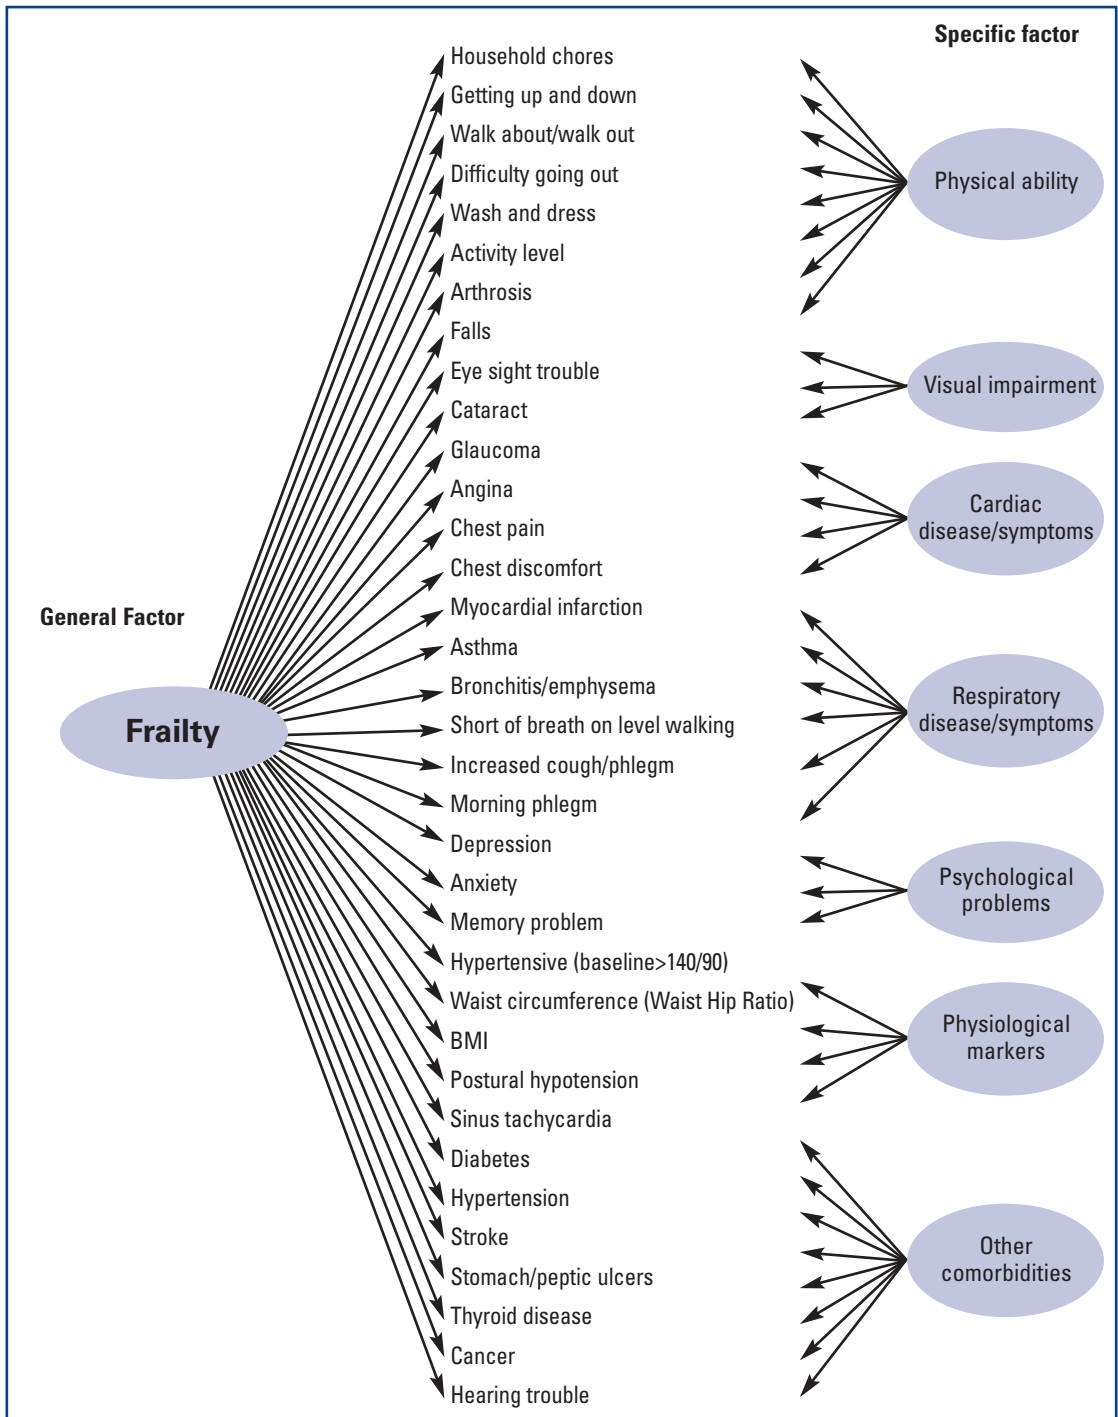 Specific factor
Household chores
Getting up and down
Walk about/walk out
Difficulty going out
Wash and dress
Activity level
Arthrosis
Falls
Eye sight trouble
Cataract
Glaucoma
Angina
Chest pain
Chest discomfort
Myocardial infarction
Asthma
Bronchitis/emphysema
Short of breath on level walking
Increased cough/phlegm
Morning phlegm
Depression
Anxiety
Memory problem
Hypertensive (baseline>140/90)
Waist circumference (Waist Hip Ratio)
BMI
Postural hypotension
Sinus tachycardia
Diabetes
Hypertension
Stroke
Stomach/peptic ulcers
Thyroid disease
Cancer
Hearing trouble
General Factor
Frailty
Physical ability
Visual impairment
Cardiac
disease/symptoms
Respiratory
disease/symptoms
Psychological
problems
Physiological
markers
Other
comorbidities